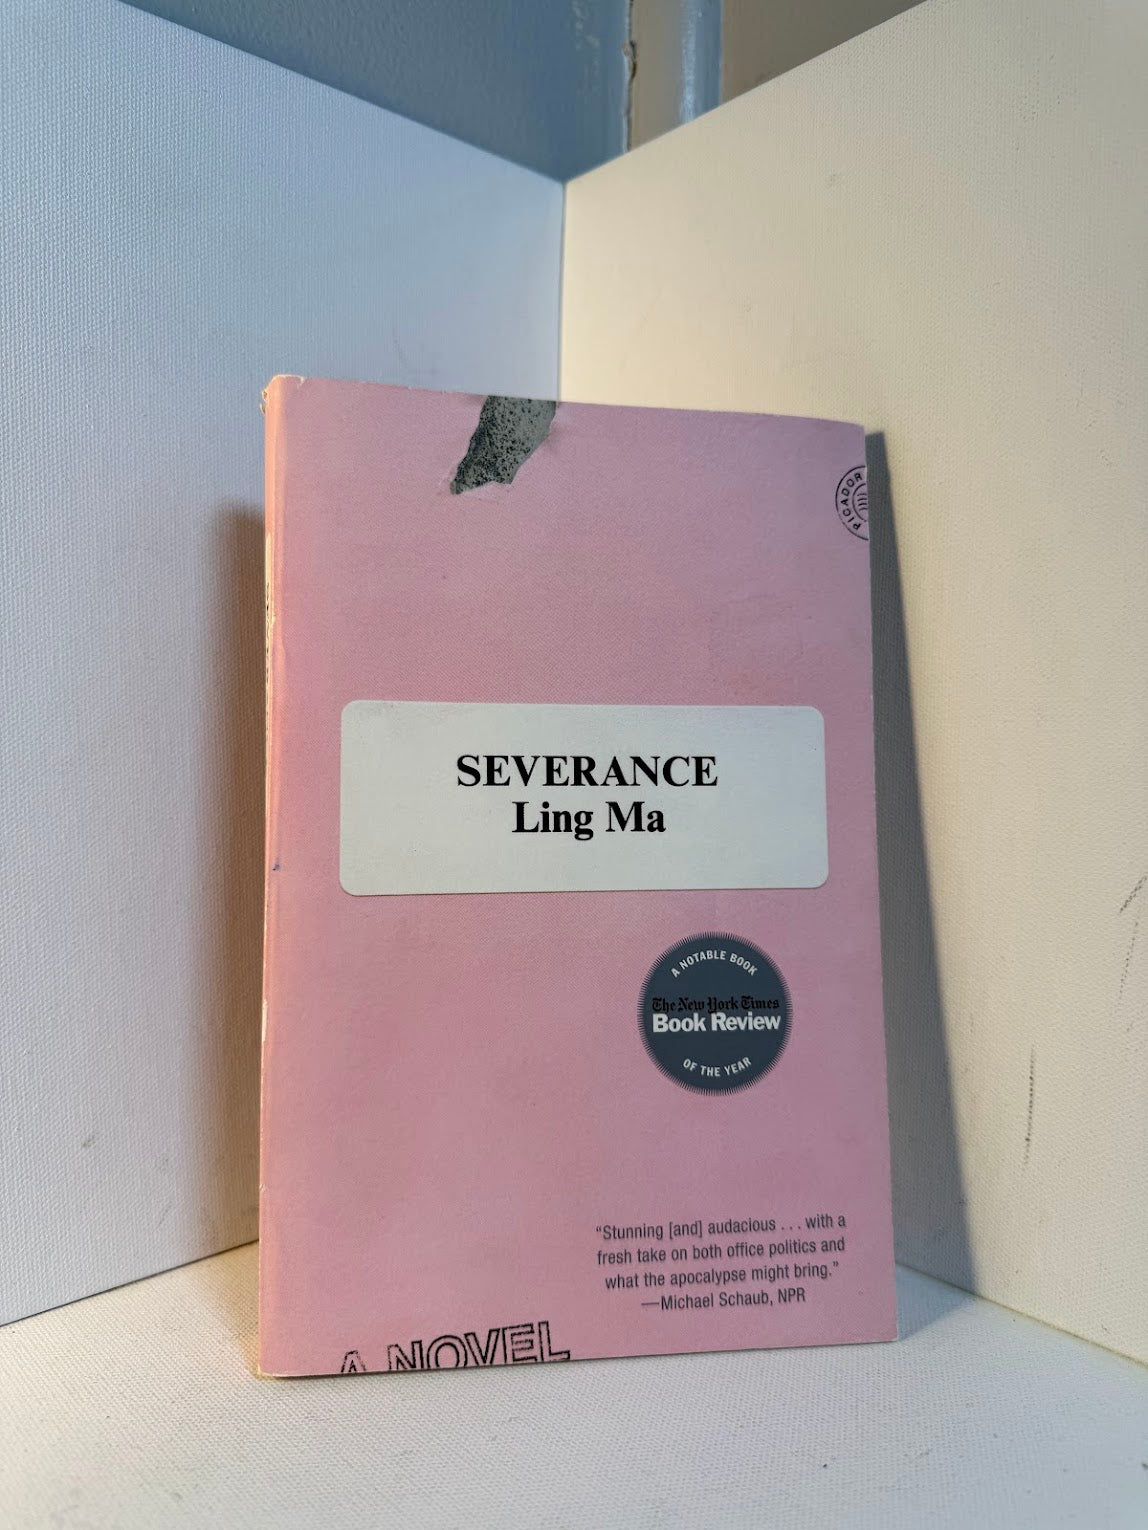 PICADOR
SEVERANCE
Ling Ma
A NOTABLE BOOK
The New York Times
Book Review
OF THE YEAR
“Stunning [and] audacious . . . with a
fresh take on both office politics and
what the apocalypse might bring.”
—Michael Schaub, NPR
A NOVEL